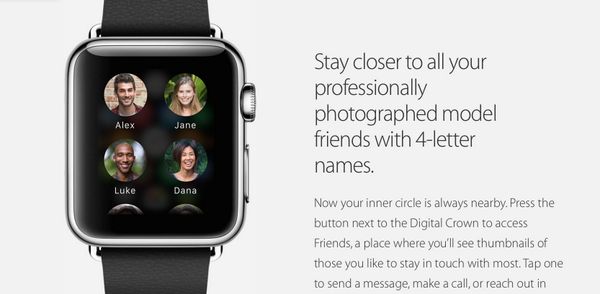 Alex Jane
Luke Dana
Stay closer to all your
professionally
photographed model
friends with 4-letter
names.
Now your inner circle is always nearby. Press the
button next to the Digital Crown to access
Friends, a place where you’ll see thumbnails of
those you like to stay in touch with most. Tap one
to send a message, make a call, or reach out in